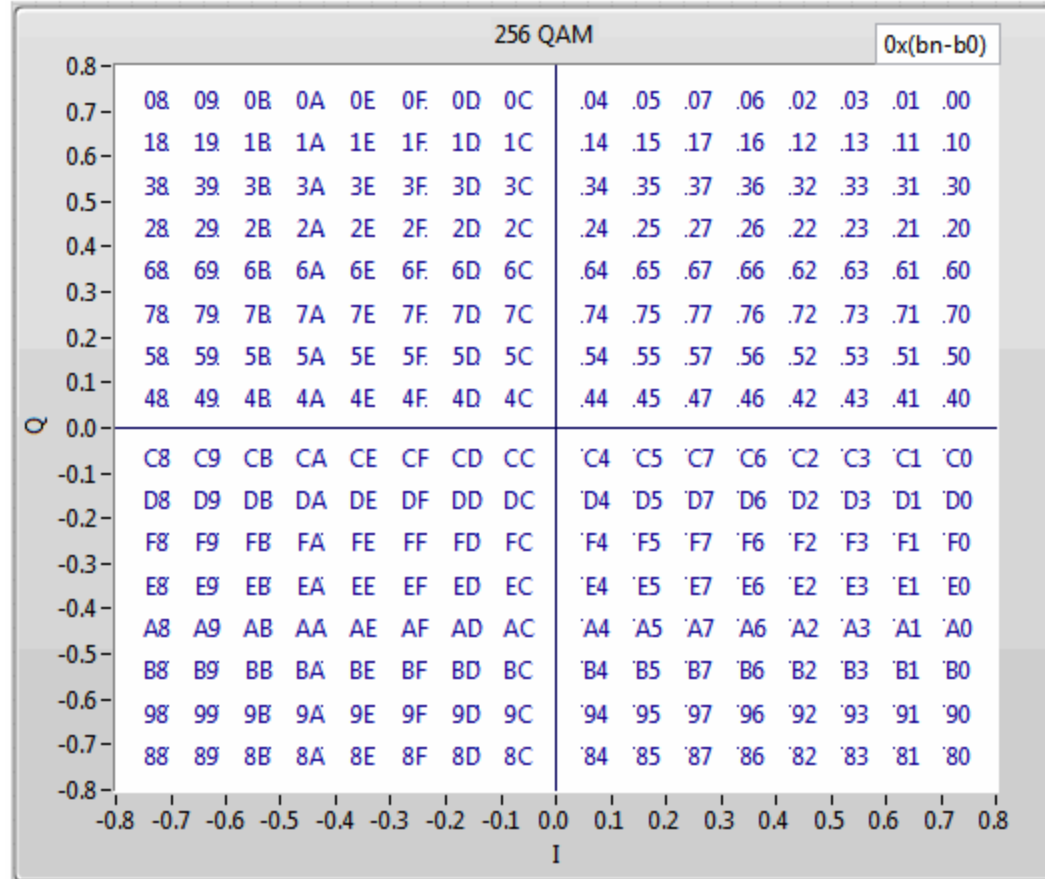 256 QAM
0x(bn-b0)
0.8
08 09 0B 0A 0E 0F 0D 0C .04 .05 .07 .06 .02 .03 .01 .00
0.7
18 19 1B 1A 1E 1F 1D 1C .14 .15 .17 .16 .12 .13 .11 .10
0.6
38 39 3B 3A 3E 3F 3D 3C .34 .35 .37 .36 .32 .33 .31 .30
0.5
28 29 2B 2A 2E 2F 2D 2C .24 .25 .27 .26 .22 .23 .21 .20
0.4
68 69 6B 6A 6E 6F 6D 6C .64 .65 .67 .66 .62 .63 .61 .60
0.3
78 79 7B 7A 7E 7F 7D 7C .74 .75 .77 .76 .72 .73 .71 .70
0.2
58 59 5B 5A 5E 5F 5D 5C .54 .55 .57 .56 .52 .53 .51 .50
0.1
48 49 4B 4A 4E 4F 4D 4C .44 .45 .47 .46 .42 .43 .41 .40
Q
0.0
C8 C9 CB CA CE CF CD CC C4 C5 C7 C6 C2 C3 C1 C0
-0.1
D8 D9 DB DA DE DF DD DC D4 D5 D7 D6 D2 D3 D1 D0
-0.2
F8 F9 FB FA FE FF FD FC F4 F5 F7 F6 F2 F3 F1 F0
-0.3
E8 E9 EB EA EE EF ED EC E4 E5 E7 E6 E2 E3 E1 E0
-0.4
A8 A9 AB AA AE AF AD AC A4 A5 A7 A6 A2 A3 A1 A0
-0.5
B8 B9 BB BA BE BF BD BC B4 B5 B7 B6 B2 B3 B1 B0
-0.6
98 99 9B 9A 9E 9F 9D 9C 94 95 97 96 92 93 91 90
-0.7
88 89 8B 8A 8E 8F 8D 8C 84 85 87 86 82 83 81 80
-0.8
-0.8 -0.7 -0.6 -0.5 -0.4 -0.3 -0.2 -0.1 0.0 0.1 0.2 0.3 0.4 0.5 0.6 0.7 0.8
I